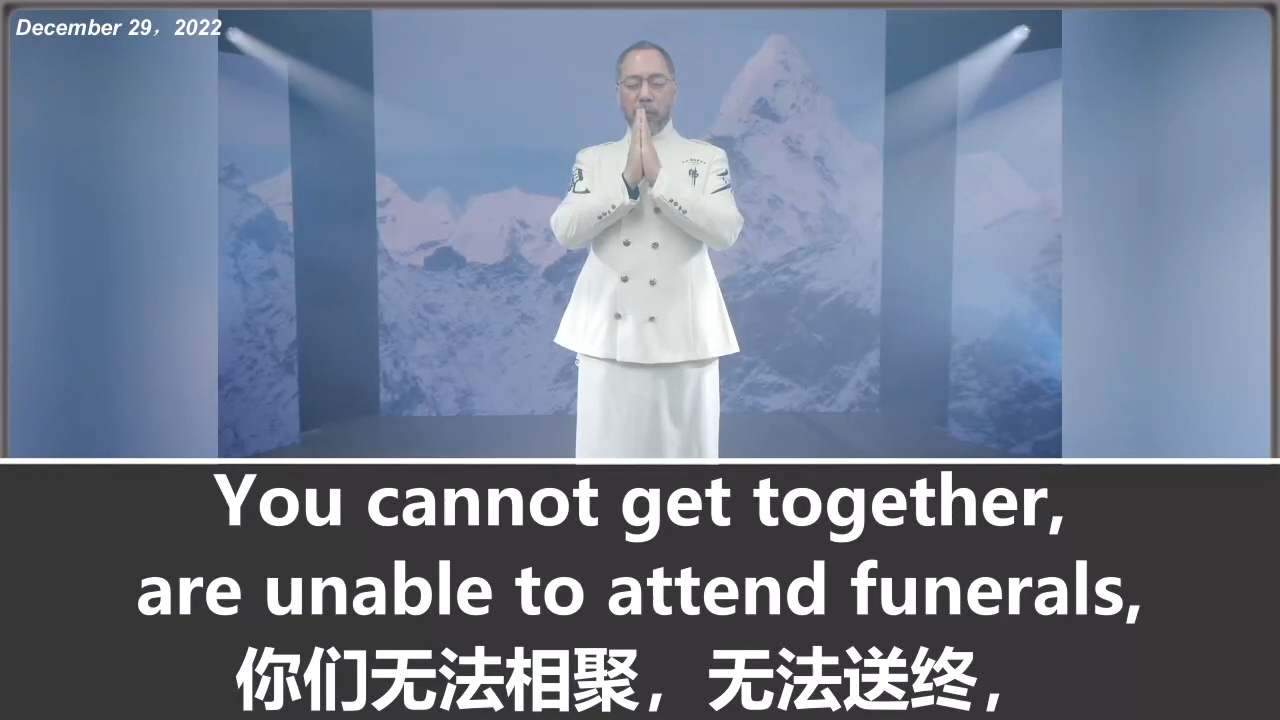 December 29，2022
佛
You cannot get together,
are unable to attend funerals,
你们无法相聚，无法送终，